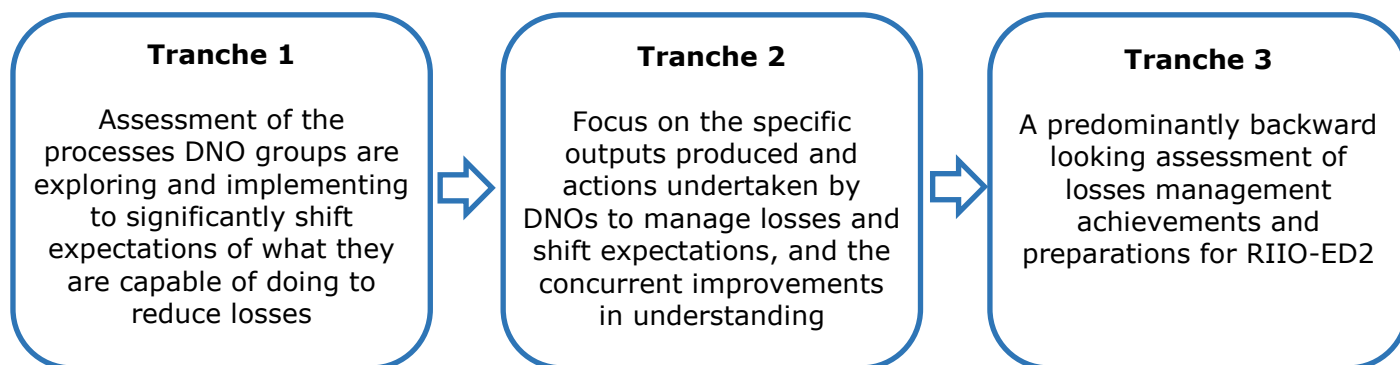 Tranche 1
Assessment of the
processes DNO groups are
exploring and implementing
to significantly shift
expectations of what they
are capable of doing to
reduce losses
Tranche 2
Focus on the specific
outputs produced and
actions undertaken by
DNOs to manage losses and
shift expectations, and the
concurrent improvements
in understanding
Tranche 3
A predominantly backward
looking assessment of
losses management
achievements and
preparations for RIIO-ED2